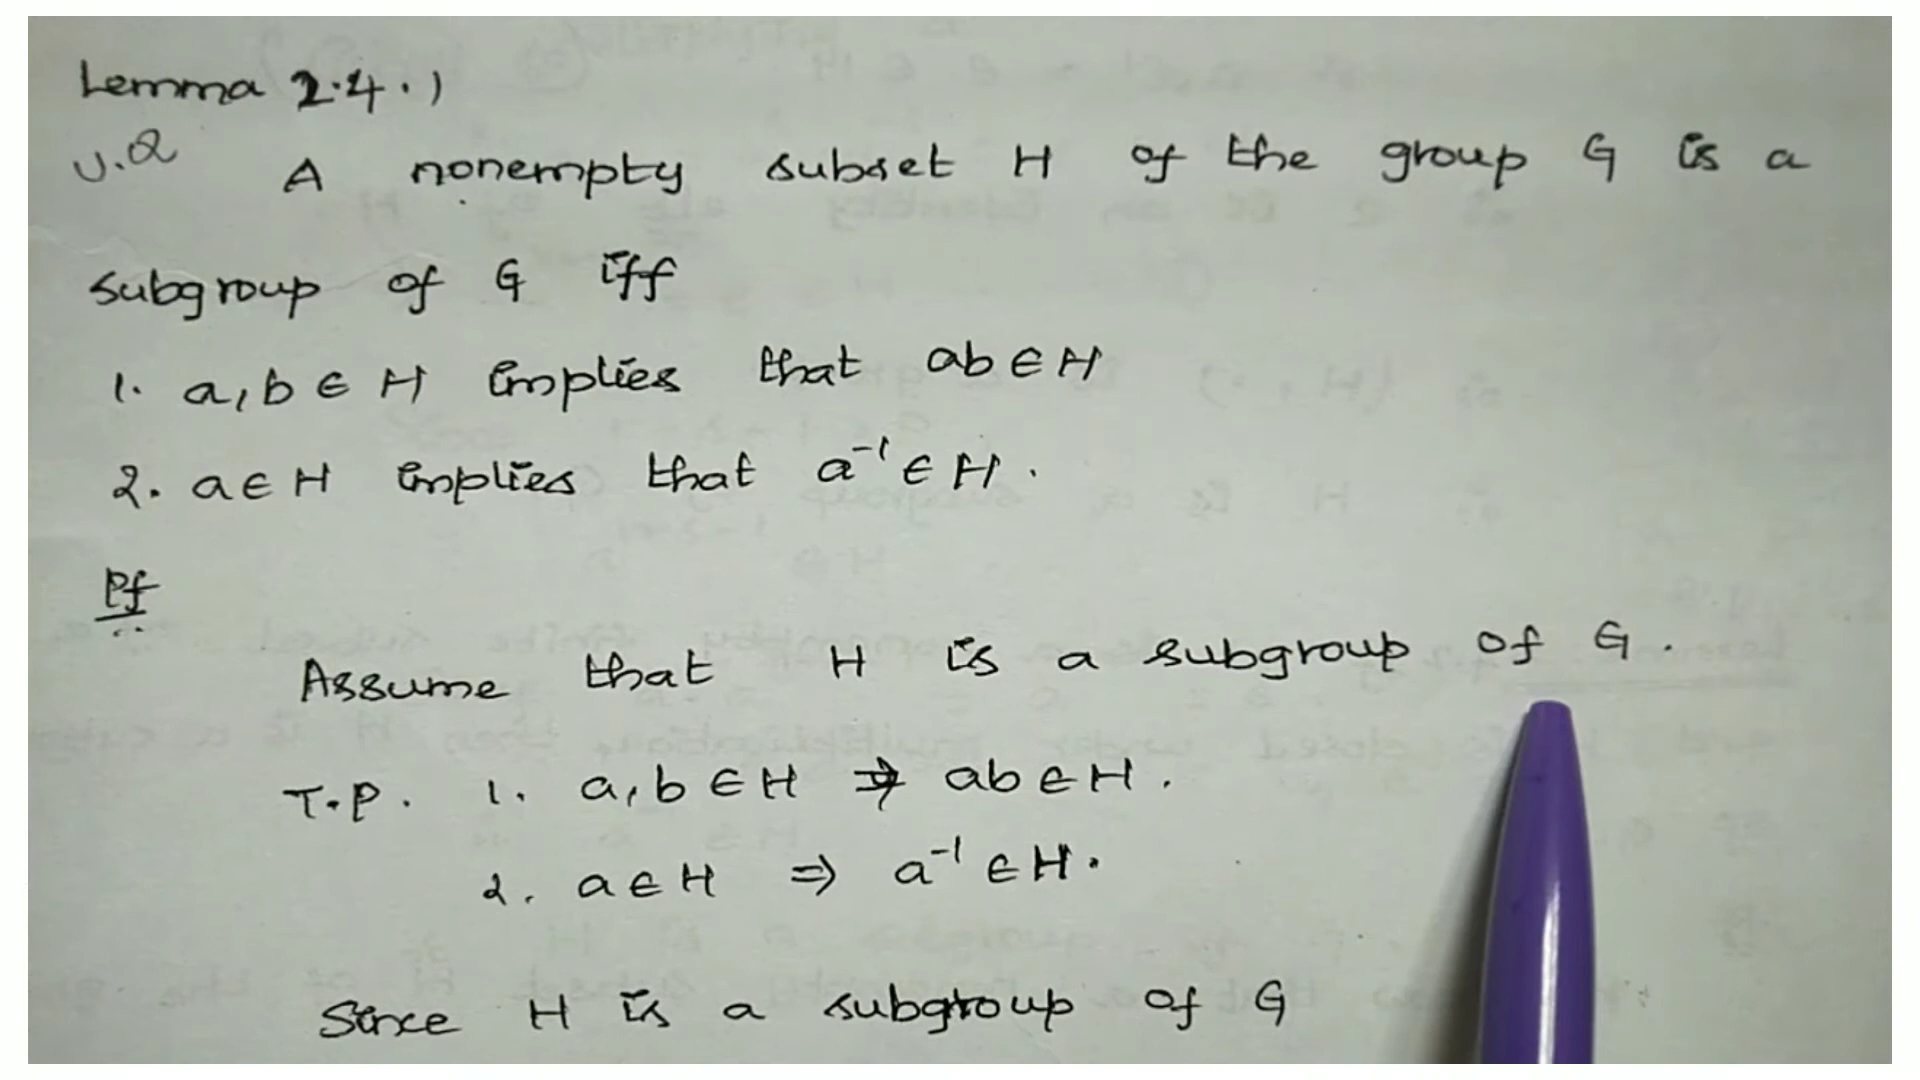 Lemma 2.4.1
U.Q A nonempty subset H of the group G is a
subgroup of G iff
1. a,b ∈ H implies that ab ∈ H
2. a ∈ H implies that a⁻¹ ∈ H.
Pf
Assume that H is a subgroup of G.
T.P. 1. a,b ∈ H ⇒ ab ∈ H.
2. a ∈ H ⇒ a⁻¹ ∈ H.
Since H is a subgroup of G